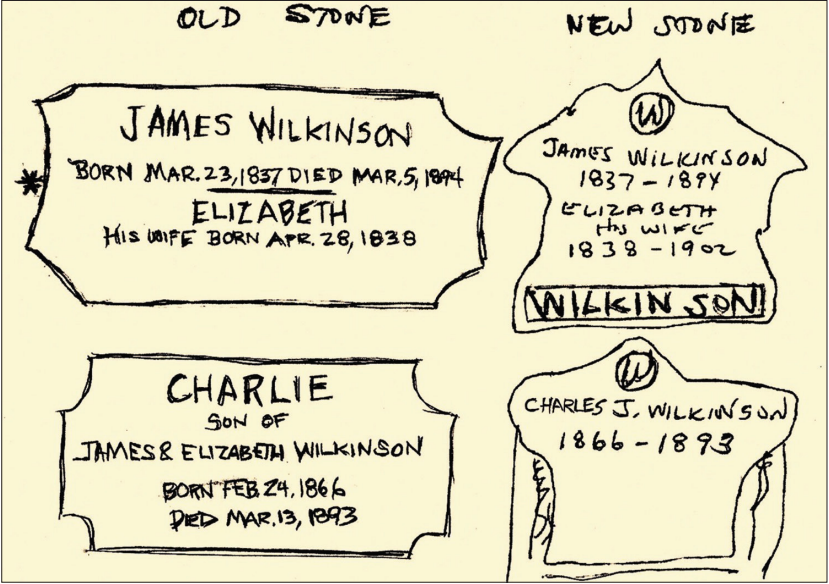 OLD STONE
JAMES WILKINSON
* BORN MAR. 23, 1837 DIED MAR, 5, 1894
ELIZABETH
HIS WIFE BORN APR. 28, 1838
CHARLIE
SON OF
JAMES & ELIZABETH WILKINSON
BORN FEB. 24, 1866
DIED MAR. 13, 1893
NEW STONE
W
JAMES WILKINSON
1837 - 1894
ELIZABETH
HIS WIFE
1838 - 1902
WILKINSON
W
CHARLES J. WILKINSON
1866 - 1893